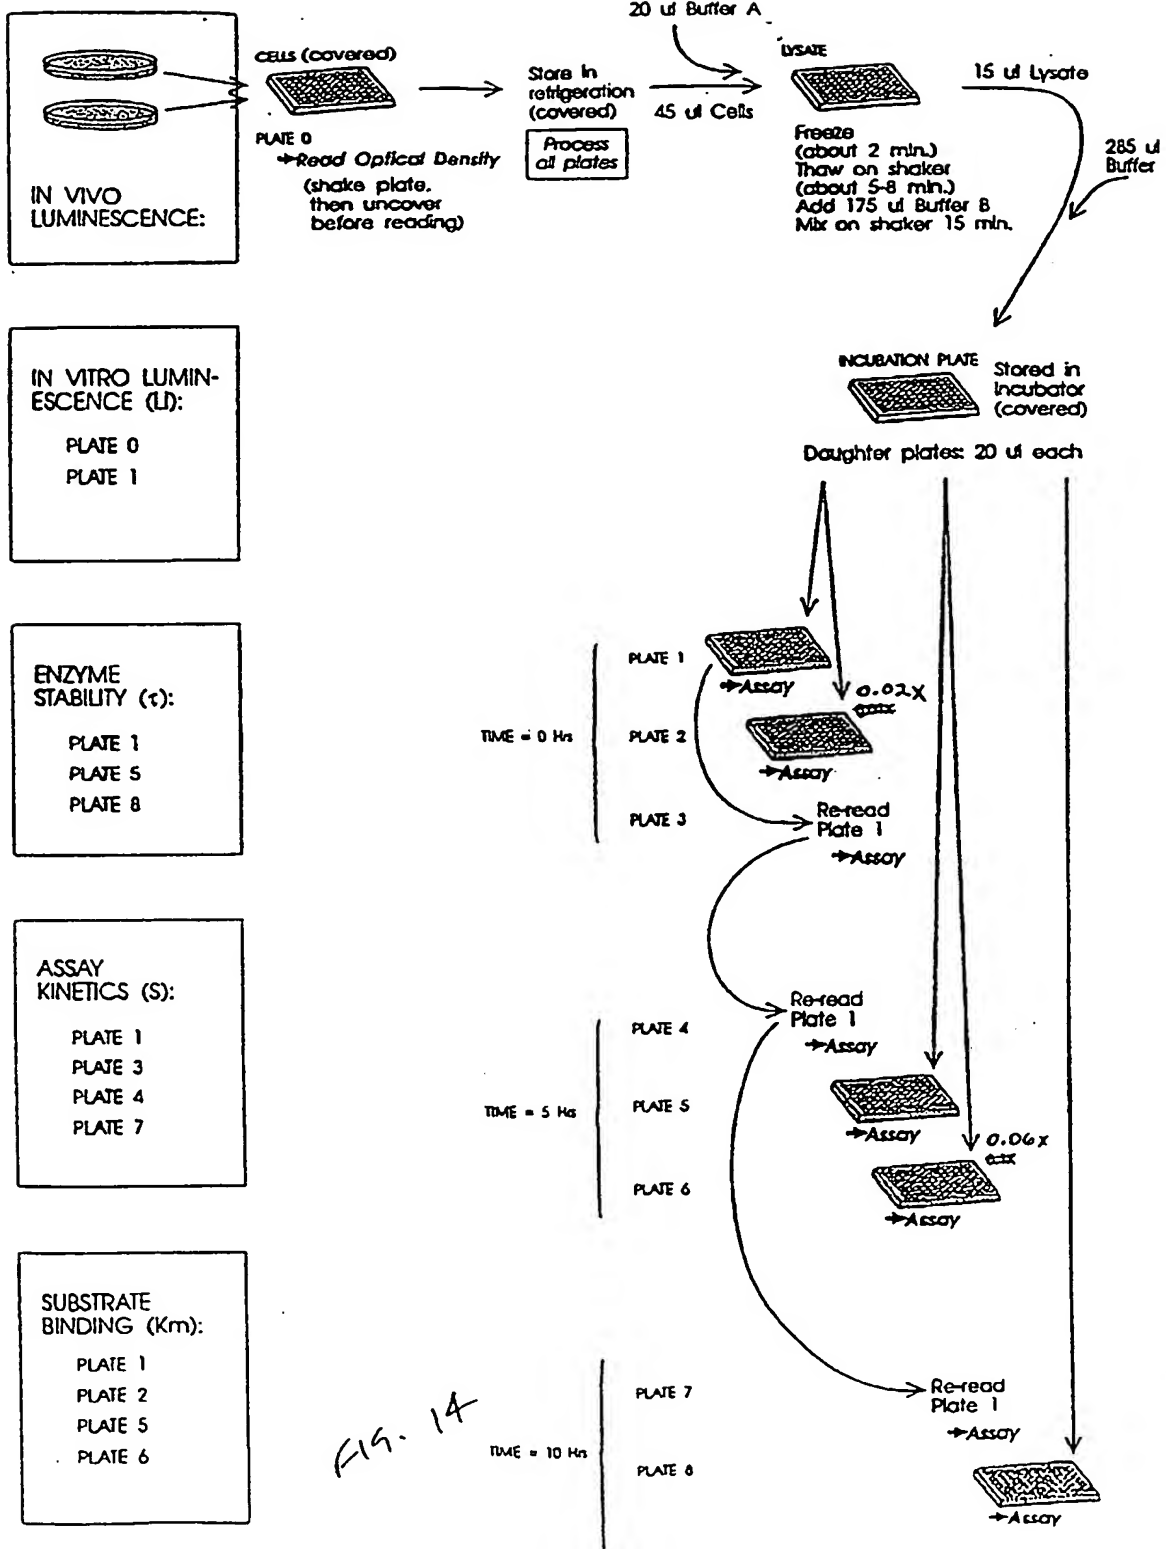 20 ul Buffer A
CELLS (covered)
PLATE 0
→Read Optical Density
(shake plate.
then uncover
before reading)
Store in
refrigeration
(covered)
Process
all plates
45 ul Cells
LYSATE
Freeze
(about 2 min.)
Thaw on shaker
(about 5-8 min.)
Add 175 ul Buffer B
Mix on shaker 15 min.
15 ul Lysate
285 ul
Buffer
IN VIVO
LUMINESCENCE:
INCUBATION PLATE
Stored in
Incubator
(covered)
Daughter plates: 20 ul each
IN VITRO LUMIN-
ESCENCE (LI):
PLATE 0
PLATE 1
ENZYME
STABILITY (τ):
PLATE 1
PLATE 5
PLATE 8
TIME = 0 Hrs
PLATE 1
→Assay
0.02X
PLATE 2
→Assay
PLATE 3
Re-read
Plate 1
→Assay
ASSAY
KINETICS (S):
PLATE 1
PLATE 3
PLATE 4
PLATE 7
TIME = 5 Hrs
PLATE 4
Re-read
Plate 1
→Assay
PLATE 5
→Assay
0.06x
PLATE 6
→Assay
SUBSTRATE
BINDING (Km):
PLATE 1
PLATE 2
PLATE 5
PLATE 6
FIG. 14
TIME = 10 Hrs
PLATE 7
Re-read
Plate 1
→Assay
PLATE 8
→Assay